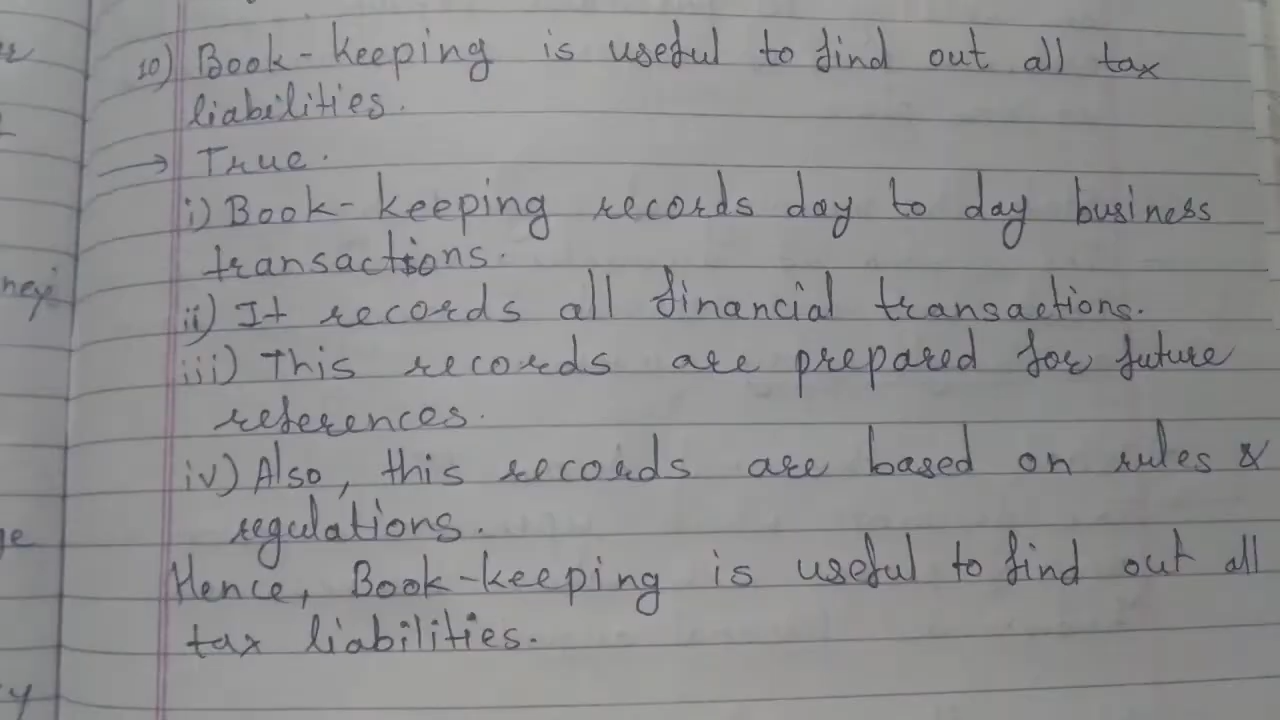 10) Book-keeping is useful to find out all tax
liabilities.
→ True.
i) Book-keeping records day to day business
transactions.
ii) It records all financial transactions.
iii) This records are prepared for future
references.
iv) Also, this records are based on rules &
regulations.
Hence, Book-keeping is useful to find out all
tax liabilities.